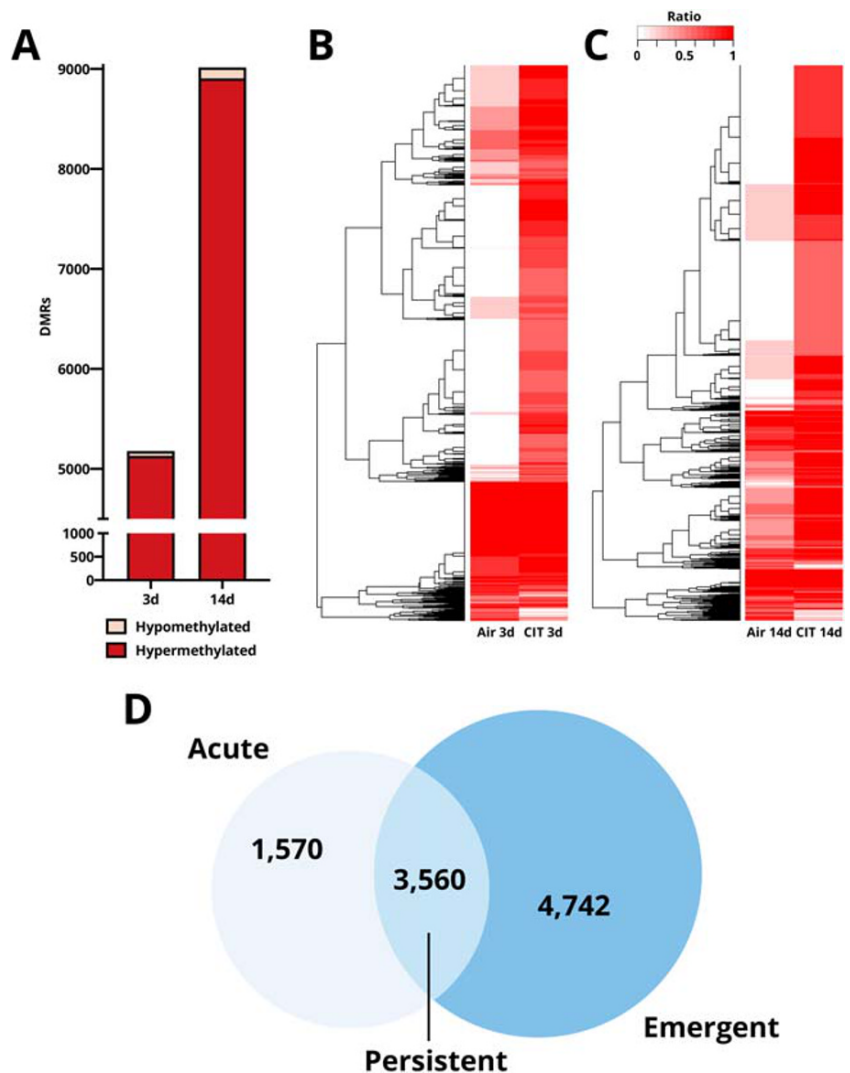 A
9000
8000
7000
6000
5000
1000
500
0
DMRs
3d
14d
Hypomethylated
Hypermethylated
B
Air 3d
CIT 3d
C
Ratio
0
0.5
1
Air 14d
CIT 14d
D
Acute
1,570
3,560
4,742
Emergent
Persistent